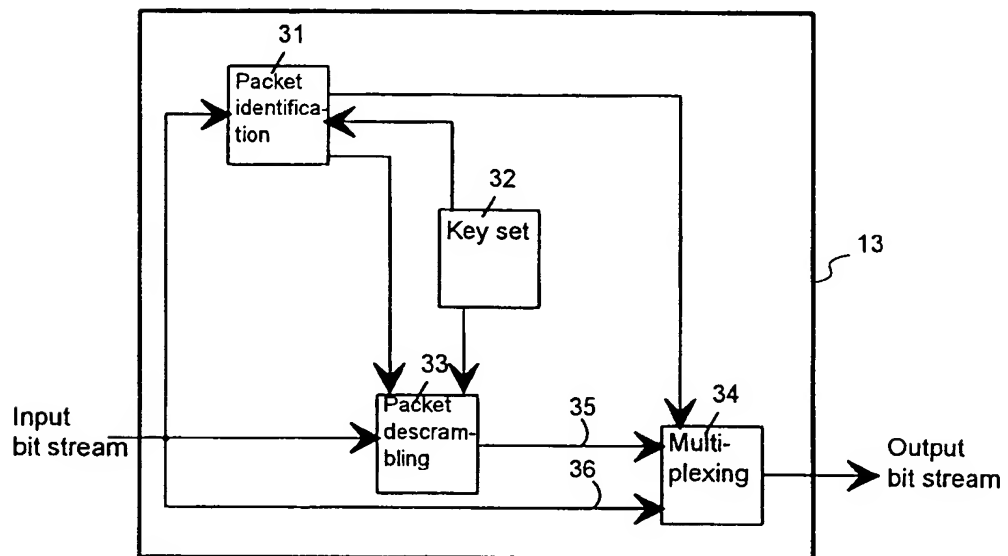 31
Packet
identifica-
tion
32
Key set
13
33
Packet
descram-
bling
35
34
Multi-
plexing
36
Input
bit stream
Output
bit stream